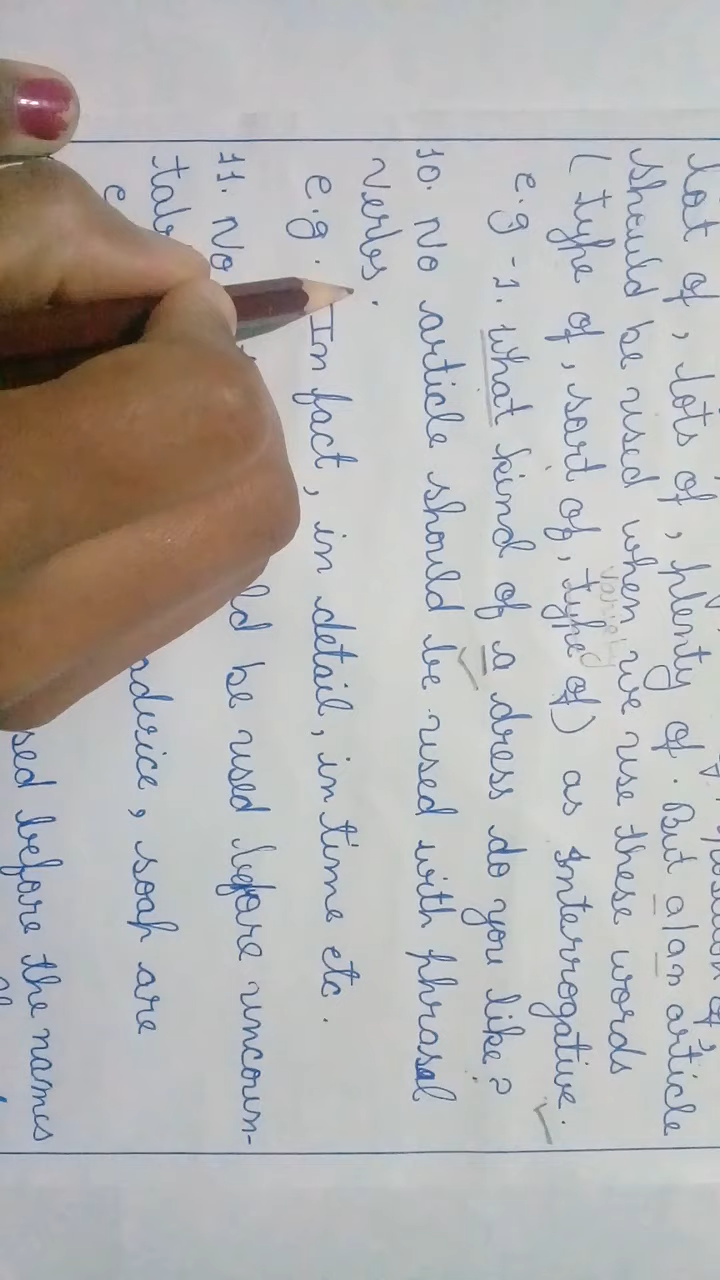 lot of, lots of, plenty of. But a/an article
should be used when we use these words
variety
(type of, sort of, type of) as Interrogative.
e.g -1. what kind of a dress do you like?
10. No article should be used with phrasal
verbs.
e.g. In fact, in detail, in time etc.
11. No ld be used before uncoun-
tab
advice, soap are
sed before the names